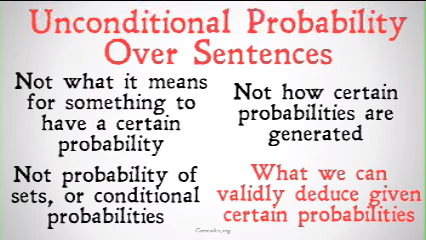 Unconditional Probability
Over Sentences
Not what it means
for something to
have a certain
probability
Not how certain
probabilities are
generated
Not probability of
sets, or conditional
probabilities
What we can
validly deduce given
certain probabilities